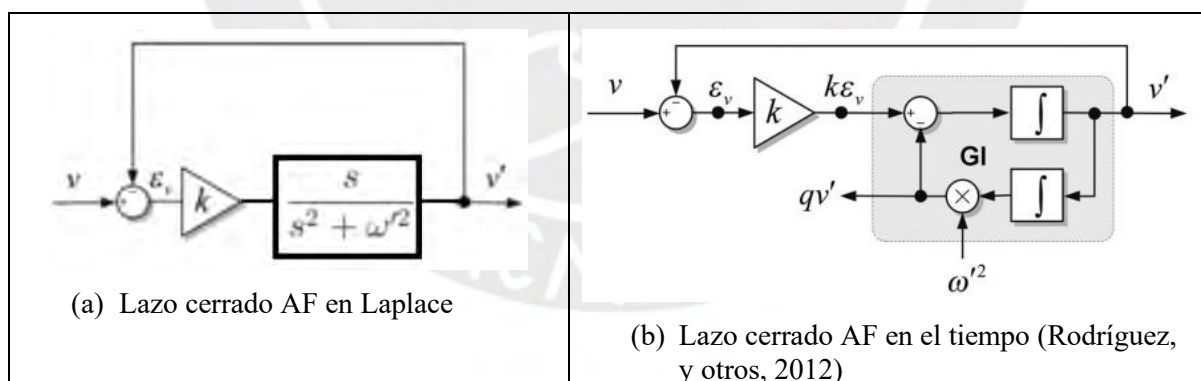 v
+
−
ε_v
k
s
s² + ω'²
v'
(a) Lazo cerrado AF en Laplace
v
+
−
ε_v
k
kε_v
+
−
∫
v'
GI
qv'
×
∫
ω'²
(b) Lazo cerrado AF en el tiempo (Rodríguez,
y otros, 2012)